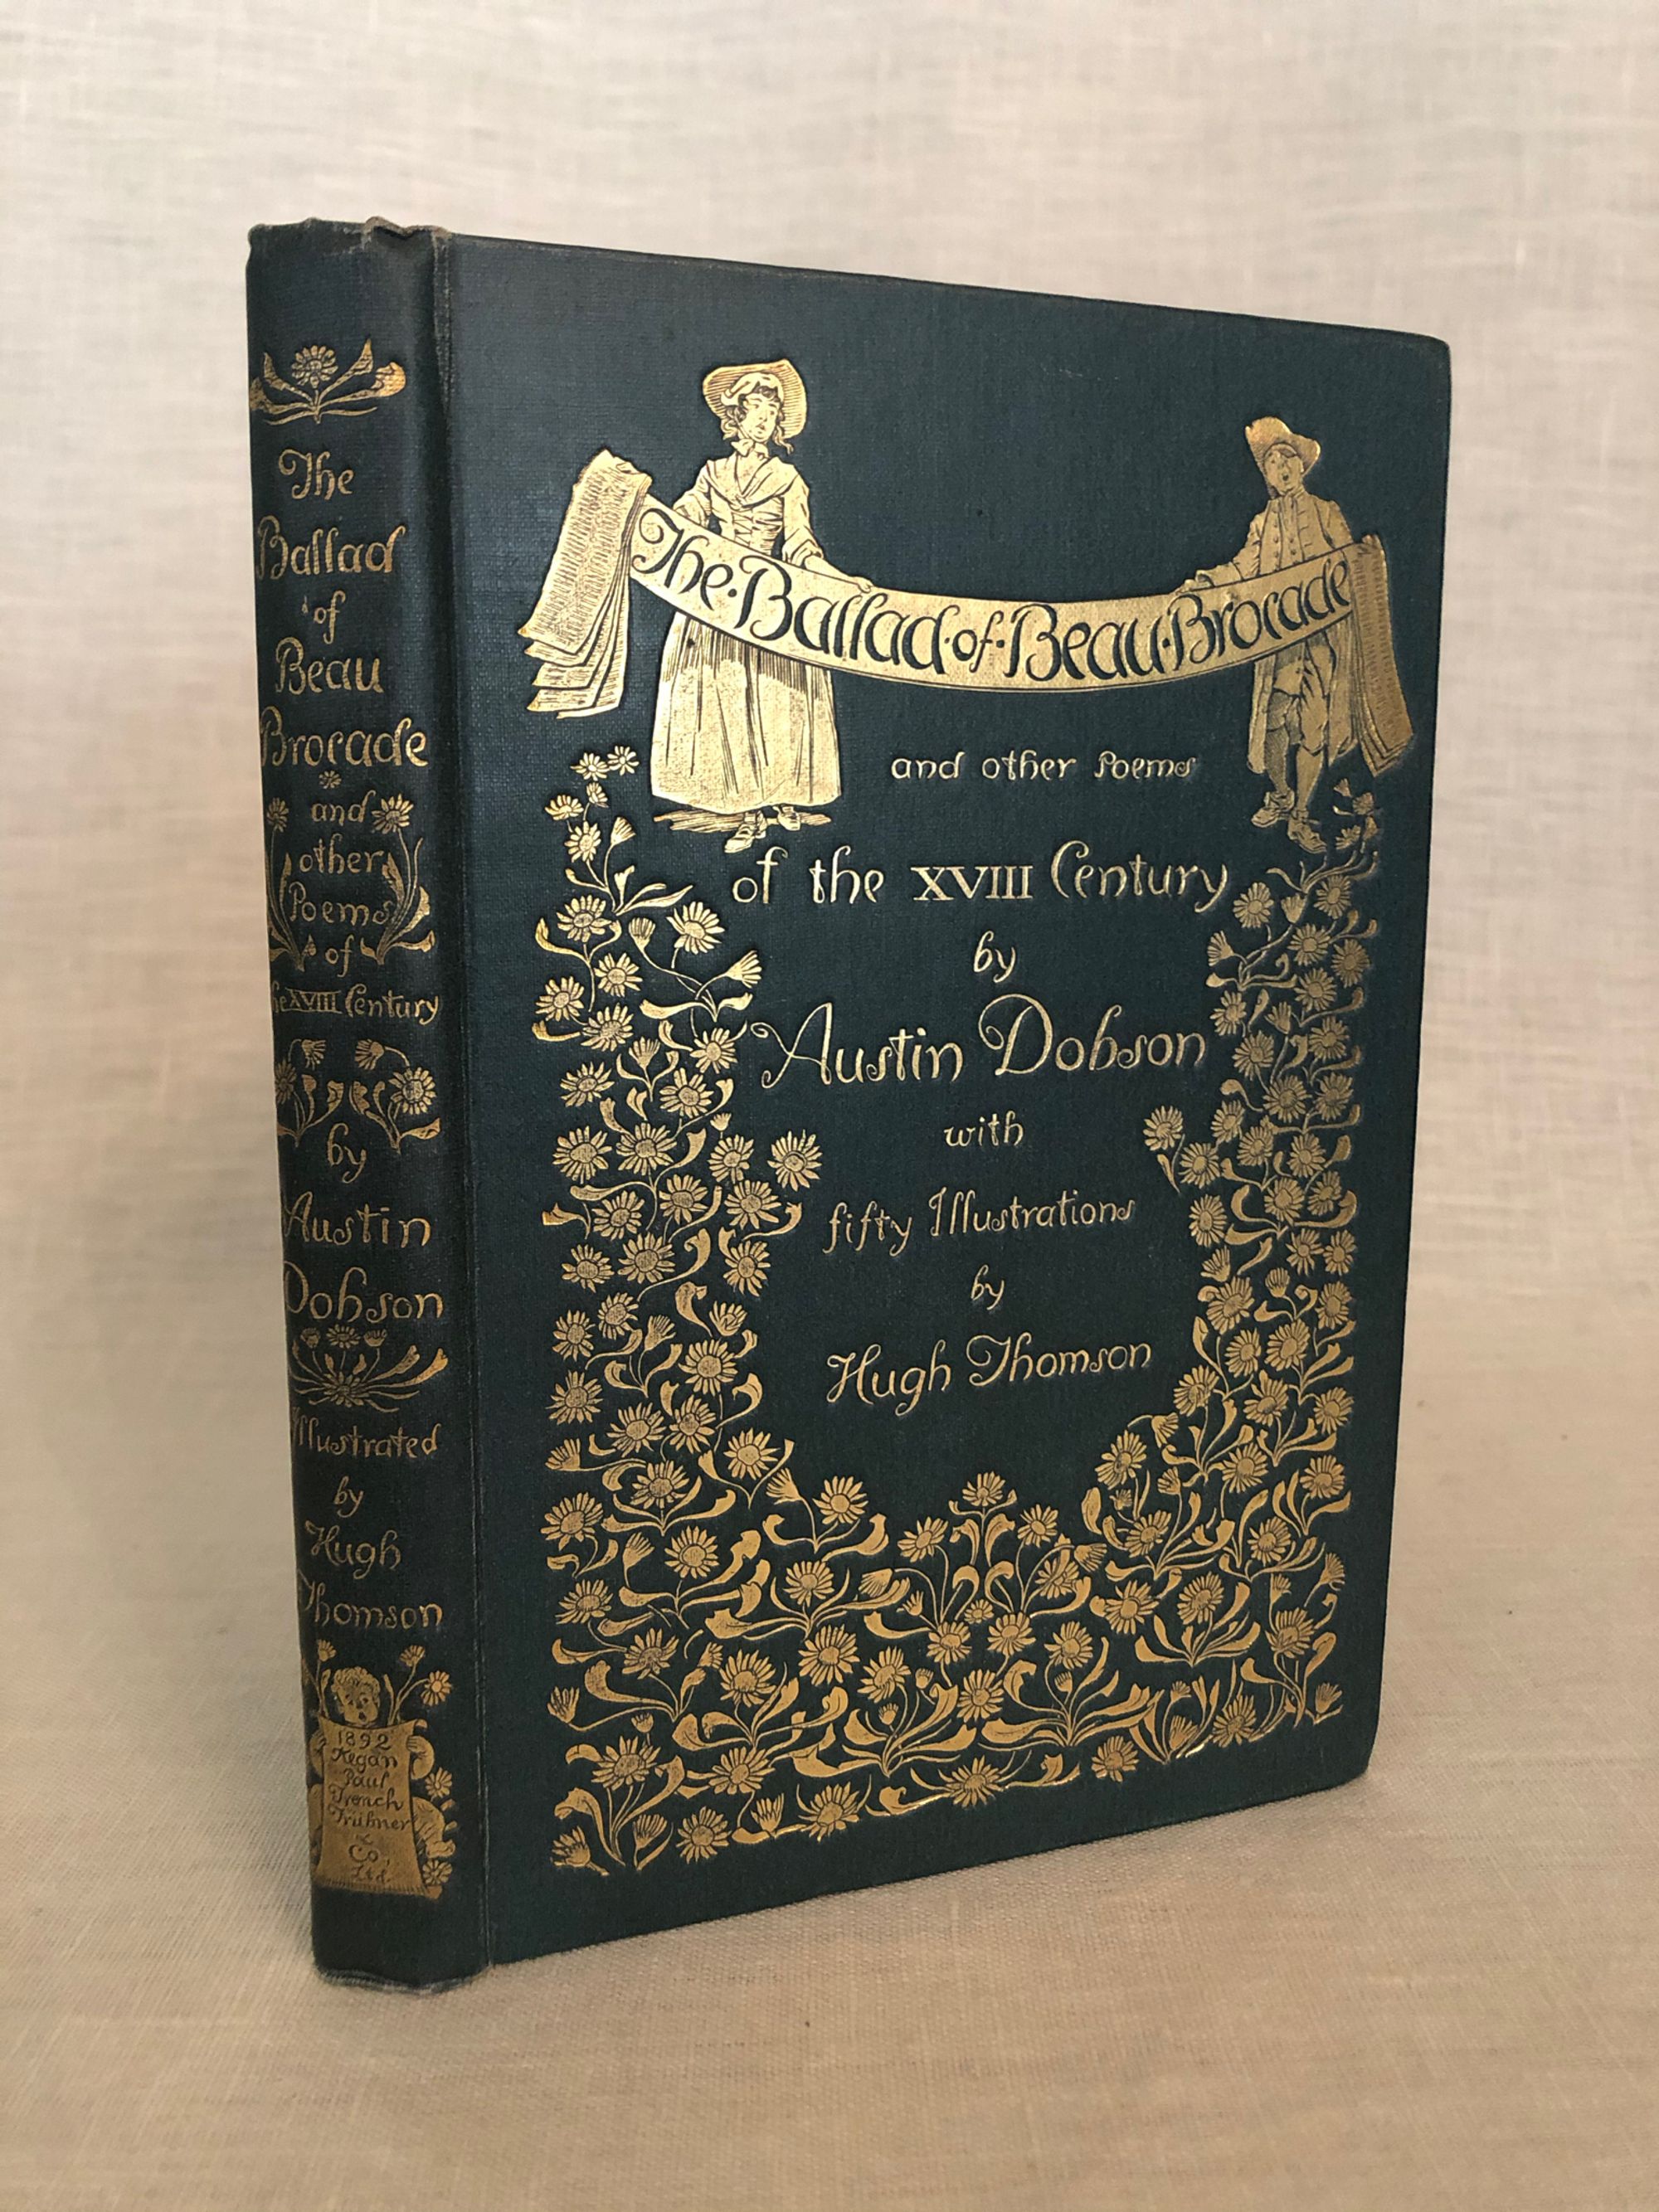 The
Ballad
of
Beau
Brocade
and
other
Poems
of
the XVIII Century
by
Austin
Dobson
Illustrated
by
Hugh
Thomson
1892
Kegan
Paul
Trench
Trübner
&
Co.,
Ltd.
The · Ballad · of · Beau · Brocade
and other Poems
of the XVIII Century
by
Austin Dobson
with
fifty Illustrations
by
Hugh Thomson